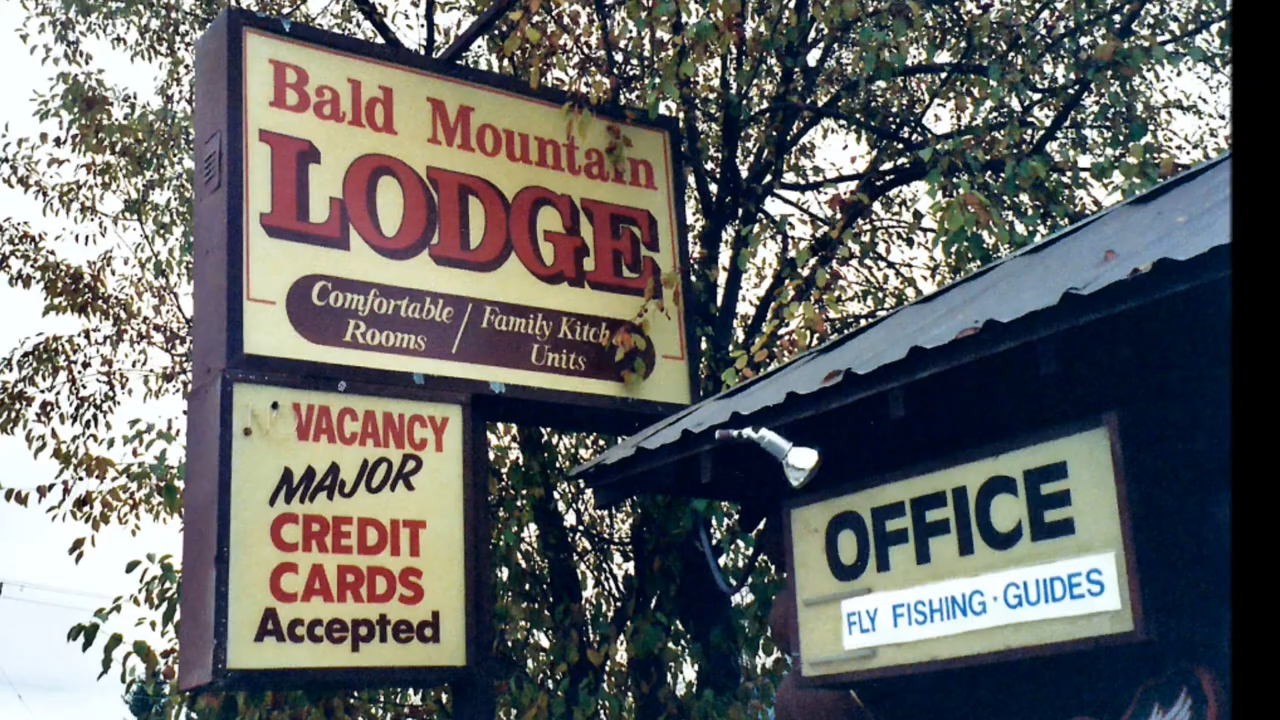 Bald Mountain
LODGE
Comfortable / Family Kitch
Rooms Units
VACANCY
MAJOR
CREDIT
CARDS
Accepted
OFFICE
FLY FISHING · GUIDES